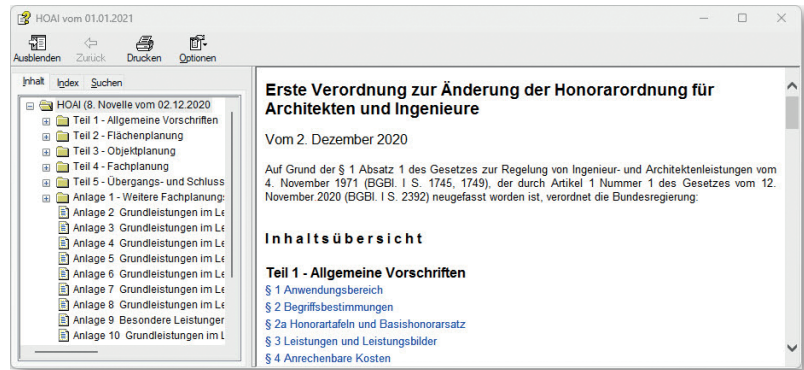 HOAI vom 01.01.2021
Ausblenden Zurück Drucken Optionen
Inhalt Index Suchen
HOAI (8. Novelle vom 02.12.2020
Teil 1 - Allgemeine Vorschriften
Teil 2 - Flächenplanung
Teil 3 - Objektplanung
Teil 4 - Fachplanung
Teil 5 - Übergangs- und Schluss
Anlage 1 - Weitere Fachplanung
Anlage 2 Grundleistungen im Le
Anlage 3 Grundleistungen im Le
Anlage 4 Grundleistungen im Le
Anlage 5 Grundleistungen im Le
Anlage 6 Grundleistungen im Le
Anlage 7 Grundleistungen im Le
Anlage 8 Grundleistungen im Le
Anlage 9 Besondere Leistunger
Anlage 10 Grundleistungen im L
Erste Verordnung zur Änderung der Honorarordnung für
Architekten und Ingenieure
Vom 2. Dezember 2020
Auf Grund der § 1 Absatz 1 des Gesetzes zur Regelung von Ingenieur- und Architektenleistungen vom
4. November 1971 (BGBl. I S. 1745, 1749), der durch Artikel 1 Nummer 1 des Gesetzes vom 12.
November.2020 (BGBl. I S. 2392) neugefasst worden ist, verordnet die Bundesregierung:
Inhaltsübersicht
Teil 1 - Allgemeine Vorschriften
§ 1 Anwendungsbereich
§ 2 Begriffsbestimmungen
§ 2a Honorartafeln und Basishonorarsatz
§ 3 Leistungen und Leistungsbilder
§ 4 Anrechenbare Kosten